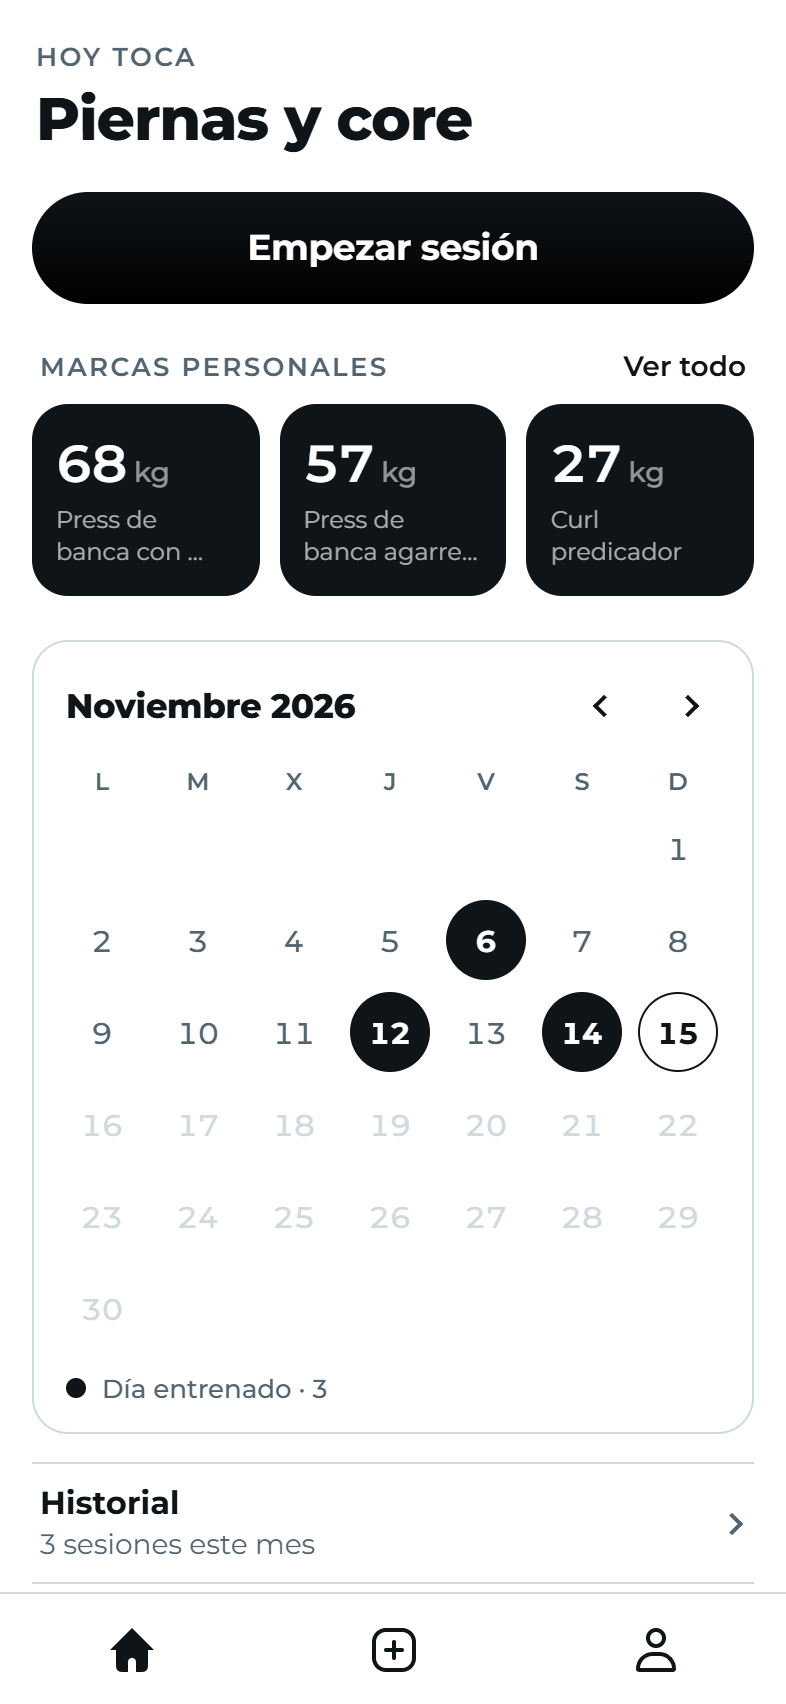 HOY TOCA
Piernas y core
Empezar sesión
MARCAS PERSONALES Ver todo
68 kg
Press de
banca con ...
57 kg
Press de
banca agarre...
27 kg
Curl
predicador
Noviembre 2026
L M X J V S D
1
2 3 4 5 6 7 8
9 10 11 12 13 14 15
16 17 18 19 20 21 22
23 24 25 26 27 28 29
30
Día entrenado · 3
Historial
3 sesiones este mes